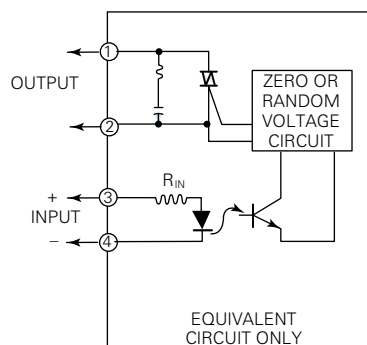 1
OUTPUT
2
ZERO OR
RANDOM
VOLTAGE
CIRCUIT
+
3
RIN
INPUT
−
4
EQUIVALENT
CIRCUIT ONLY